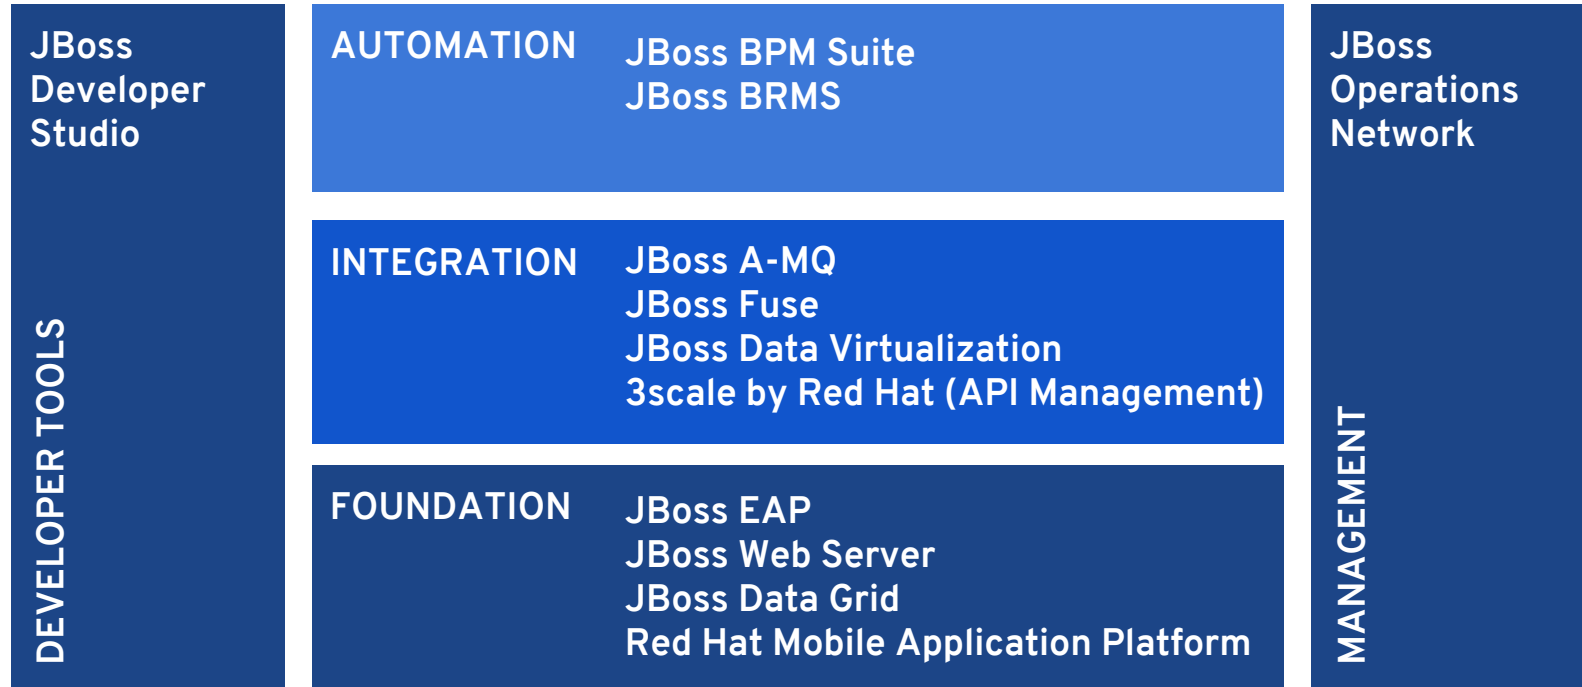 JBoss
Developer
Studio
DEVELOPER TOOLS
AUTOMATION
JBoss BPM Suite
JBoss BRMS
INTEGRATION
JBoss A-MQ
JBoss Fuse
JBoss Data Virtualization
3scale by Red Hat (API Management)
FOUNDATION
JBoss EAP
JBoss Web Server
JBoss Data Grid
Red Hat Mobile Application Platform
JBoss
Operations
Network
MANAGEMENT